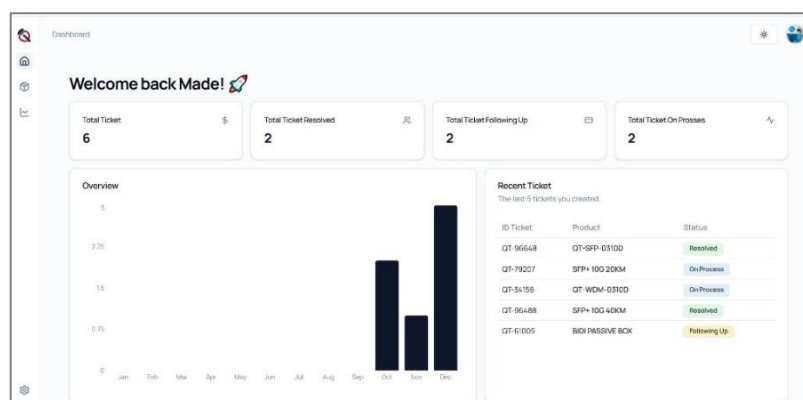 Dashboard
Welcome back Made! 🚀
Total Ticket
6
Total Ticket Resolved
2
Total Ticket Following Up
2
Total Ticket On Prosses
2
Overview
3
2.25
1.5
0.75
0
Jan Feb Mar Apr May Jun Jul Aug Sep Oct Nov Dec
Recent Ticket
The last 5 tickets you created.
ID Ticket Product Status
QT-96648 QT-SFP-0310D Resolved
QT-79207 SFP+ 10G 20KM On Process
QT-34156 QT-WDM-0310D On Process
QT-96488 SFP+ 10G 40KM Resolved
QT-61005 BIDI PASSIVE BOX Following Up